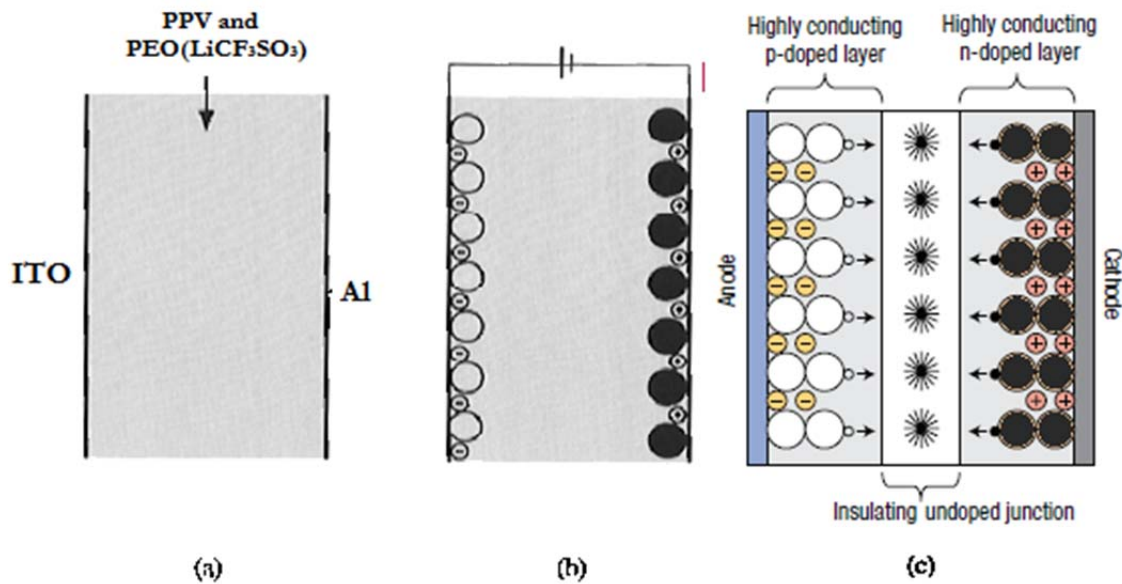 PPV and
PEO(LiCF₃SO₃)
ITO
Al
(a)
(b)
Highly conducting
p-doped layer
Highly conducting
n-doped layer
Anode
Cathode
Insulating undoped junction
(c)